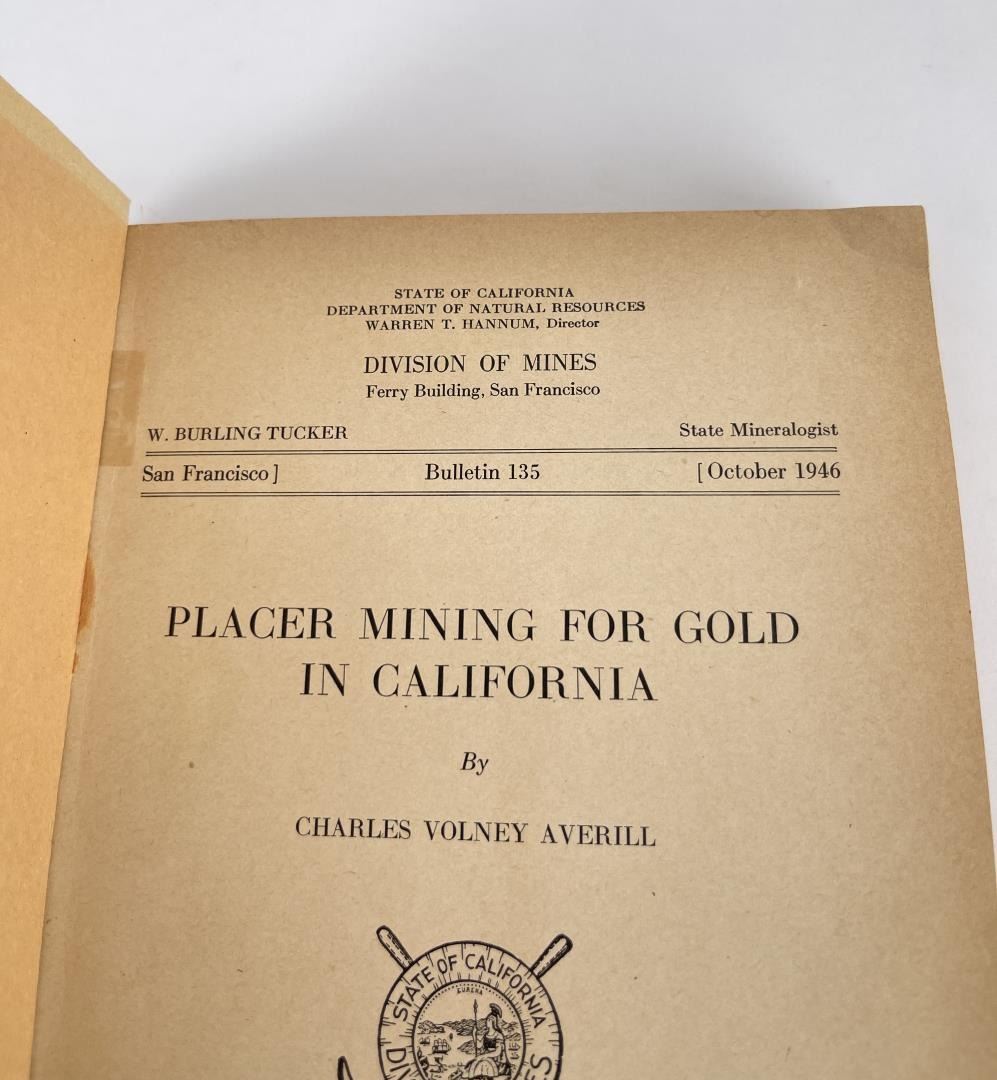 STATE OF CALIFORNIA
DEPARTMENT OF NATURAL RESOURCES
WARREN T. HANNUM, Director
DIVISION OF MINES
Ferry Building, San Francisco
W. BURLING TUCKER State Mineralogist
San Francisco] Bulletin 135 [October 1946
PLACER MINING FOR GOLD
IN CALIFORNIA
By
CHARLES VOLNEY AVERILL
STATE OF CALIFORNIA
EUREKA